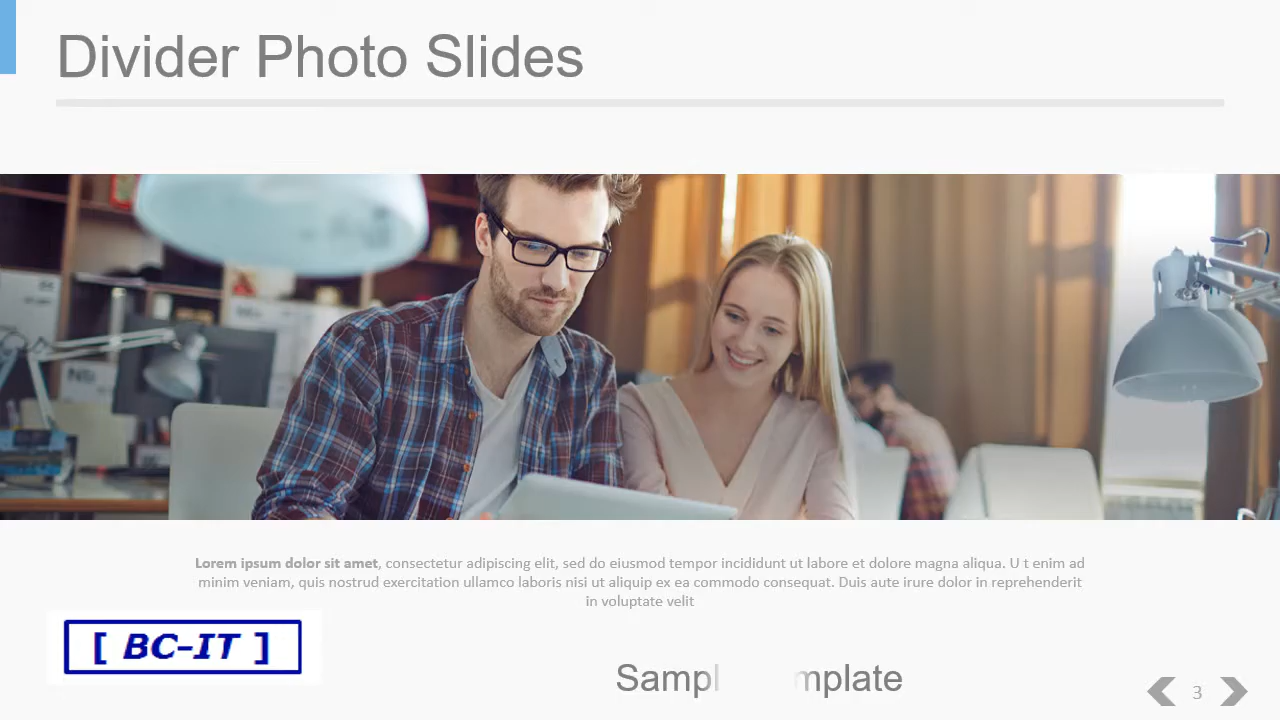 Divider Photo Slides
Lorem ipsum dolor sit amet, consectetur adipiscing elit, sed do eiusmod tempor incididunt ut labore et dolore magna aliqua. U t enim ad
minim veniam, quis nostrud exercitation ullamco laboris nisi ut aliquip ex ea commodo consequat. Duis aute irure dolor in reprehenderit
in voluptate velit
[ BC-IT ]
Sampl mplate
3